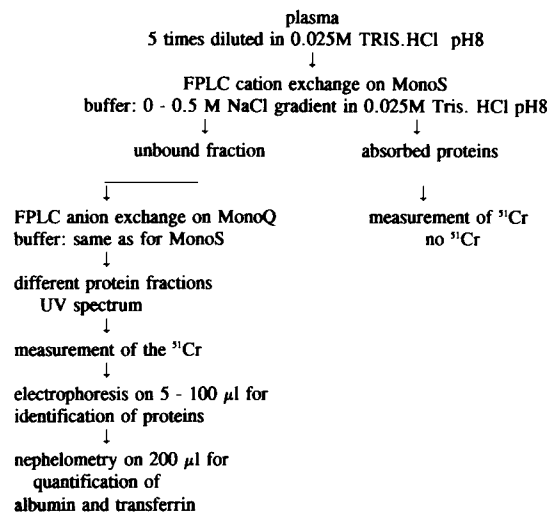 plasma
5 times diluted in 0.025M TRIS.HCl pH8
↓
FPLC cation exchange on MonoS
buffer: 0 - 0.5 M NaCl gradient in 0.025M Tris. HCl pH8
↓ ↓
unbound fraction absorbed proteins
↓ ↓
FPLC anion exchange on MonoQ measurement of ⁵¹Cr
buffer: same as for MonoS no ⁵¹Cr
↓
different protein fractions
UV spectrum
↓
measurement of the ⁵¹Cr
↓
electrophoresis on 5 - 100 µl for
identification of proteins
↓
nephelometry on 200 µl for
quantification of
albumin and transferrin